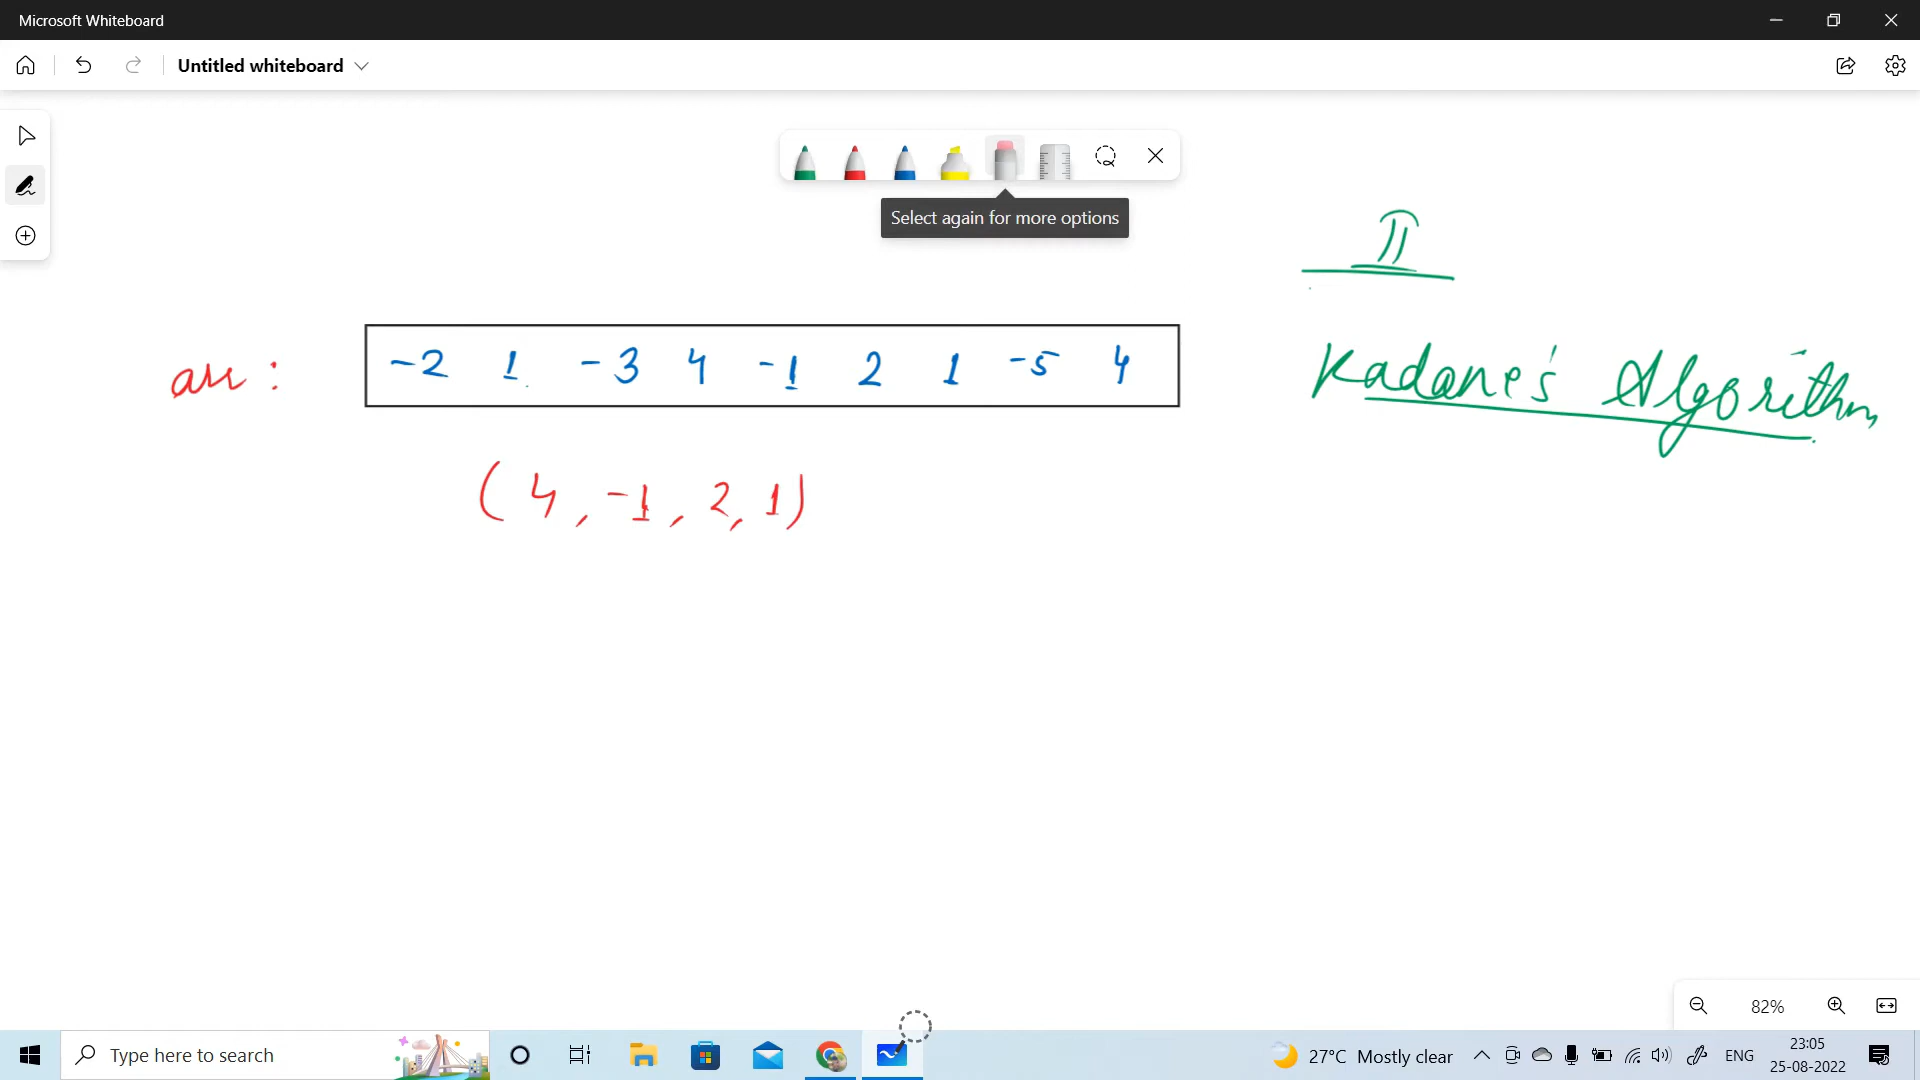 Microsoft Whiteboard
Untitled whiteboard
Select again for more options
II
arr : -2 1 -3 4 -1 2 1 -5 4
Kadane's Algorithm
( 4 , -1 , 2, 1)
82%
Type here to search
27°C Mostly clear
ENG
23:05
25-08-2022